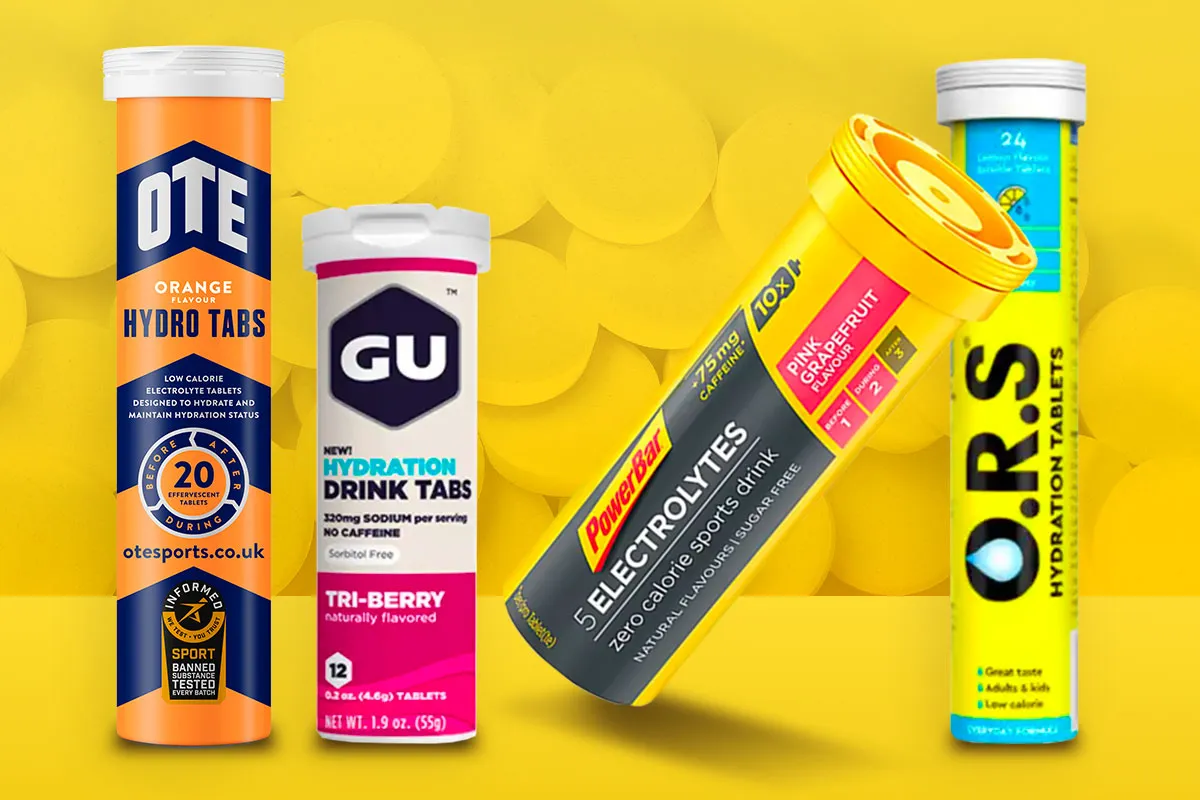 OTE
ORANGE
FLAVOUR
HYDRO TABS
LOW CALORIE
ELECTROLYTE TABLETS
DESIGNED TO HYDRATE AND
MAINTAIN HYDRATION STATUS
BEFORE AFTER DURING
20
EFFERVESCENT
TABLETS
otesports.co.uk
INFORMED
WE TEST • YOU TRUST
SPORT
BANNED
SUBSTANCE
TESTED
EVERY BATCH
GU
TM
NEW!
HYDRATION
DRINK TABS
320mg SODIUM per serving
NO CAFFEINE
Sorbitol Free
TRI-BERRY
naturally flavored
12
0.2 oz. (4.6g) TABLETS
NET WT. 1.9 oz. (55g)
10x
+75 mg
CAFFEINE*
PINK
GRAPEFRUIT
FLAVOUR
BEFORE
1
DURING
2
AFTER
3
PowerBar
5 ELECTROLYTES
zero calorie sports drink
NATURAL FLAVOURS | SUGAR FREE
24
Lemon Flavour
Soluble Tablets
O.R.S
HYDRATION TABLETS
Great taste
Adults & kids
Low calorie
EVERYDAY FORMULA